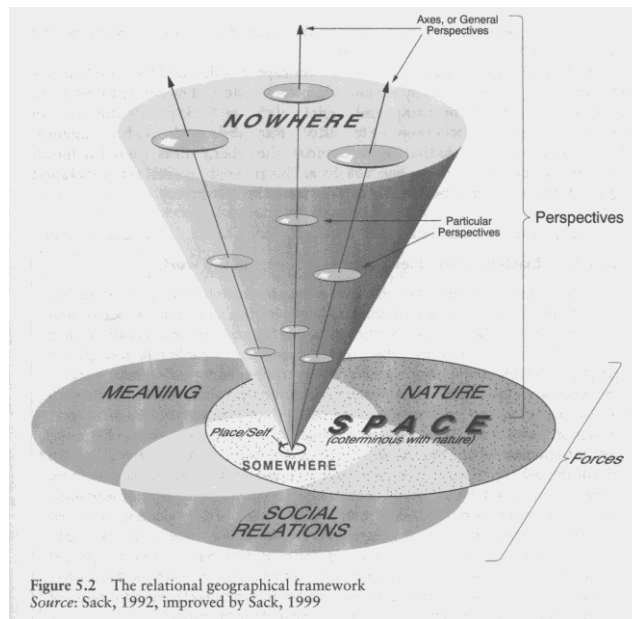 Axes, or General
Perspectives
NOWHERE
Particular
Perspectives
Perspectives
MEANING
NATURE
SPACE
(coterminous with nature)
Place/Self
SOMEWHERE
Forces
SOCIAL
RELATIONS
Figure 5.2 The relational geographical framework
Source: Sack, 1992, improved by Sack, 1999